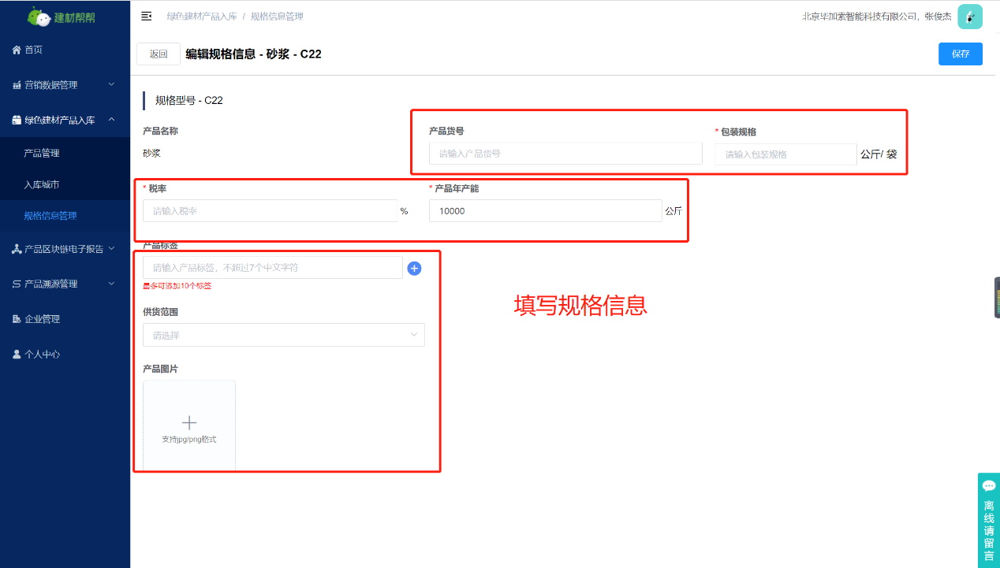 建材帮帮
绿色建材产品入库 / 规格信息管理
北京毕加索智能科技有限公司，张俊杰
首页
营销数据管理
绿色建材产品入库
产品管理
入库城市
规格信息管理
产品区块链电子报告
产品溯源管理
企业管理
个人中心
返回 编辑规格信息 - 砂浆 - C22
保存
规格型号 - C22
产品名称
砂浆
产品货号
请输入产品货号
* 包装规格
请输入包装规格 公斤/ 袋
* 税率
请输入税率 %
* 产品年产能
10000 公斤
产品标签
请输入产品标签，不超过7个中文字符
最多可添加10个标签
供货范围
请选择
产品图片
支持jpg/png格式
填写规格信息
离线请留言